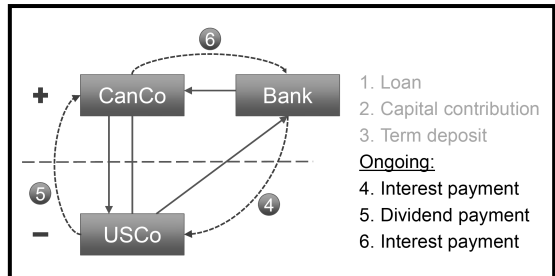 6
+
CanCo
Bank
1. Loan
2. Capital contribution
3. Term deposit
Ongoing:
4. Interest payment
5. Dividend payment
6. Interest payment
5
4
−
USCo